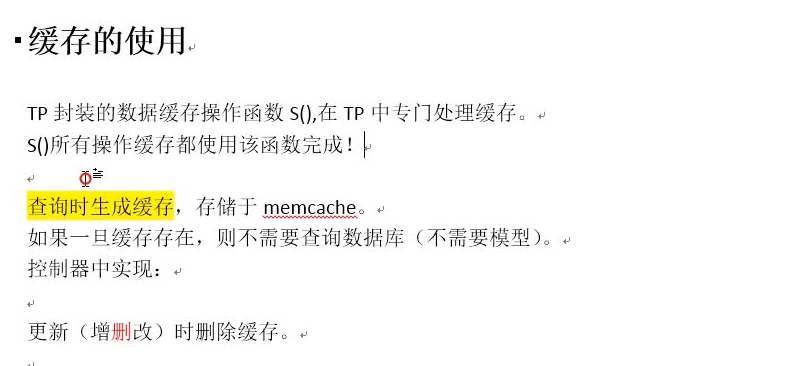 缓存的使用
TP 封装的数据缓存操作函数 S(),在 TP 中专门处理缓存。
S()所有操作缓存都使用该函数完成！
查询时生成缓存，存储于 memcache。
如果一旦缓存存在，则不需要查询数据库（不需要模型）。
控制器中实现：
更新（增删改）时删除缓存。